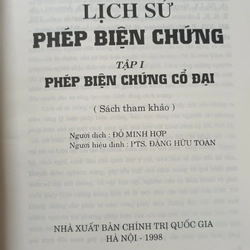 LỊCH SỬ
PHÉP BIỆN CHỨNG
TẬP I
PHÉP BIỆN CHỨNG CỔ ĐẠI
( Sách tham khảo )
Người dịch : ĐỖ MINH HỢP
Người hiệu đính : PTS. ĐẶNG HỮU TOÀN
NHÀ XUẤT BẢN CHÍNH TRỊ QUỐC GIA
HÀ NỘI - 1998